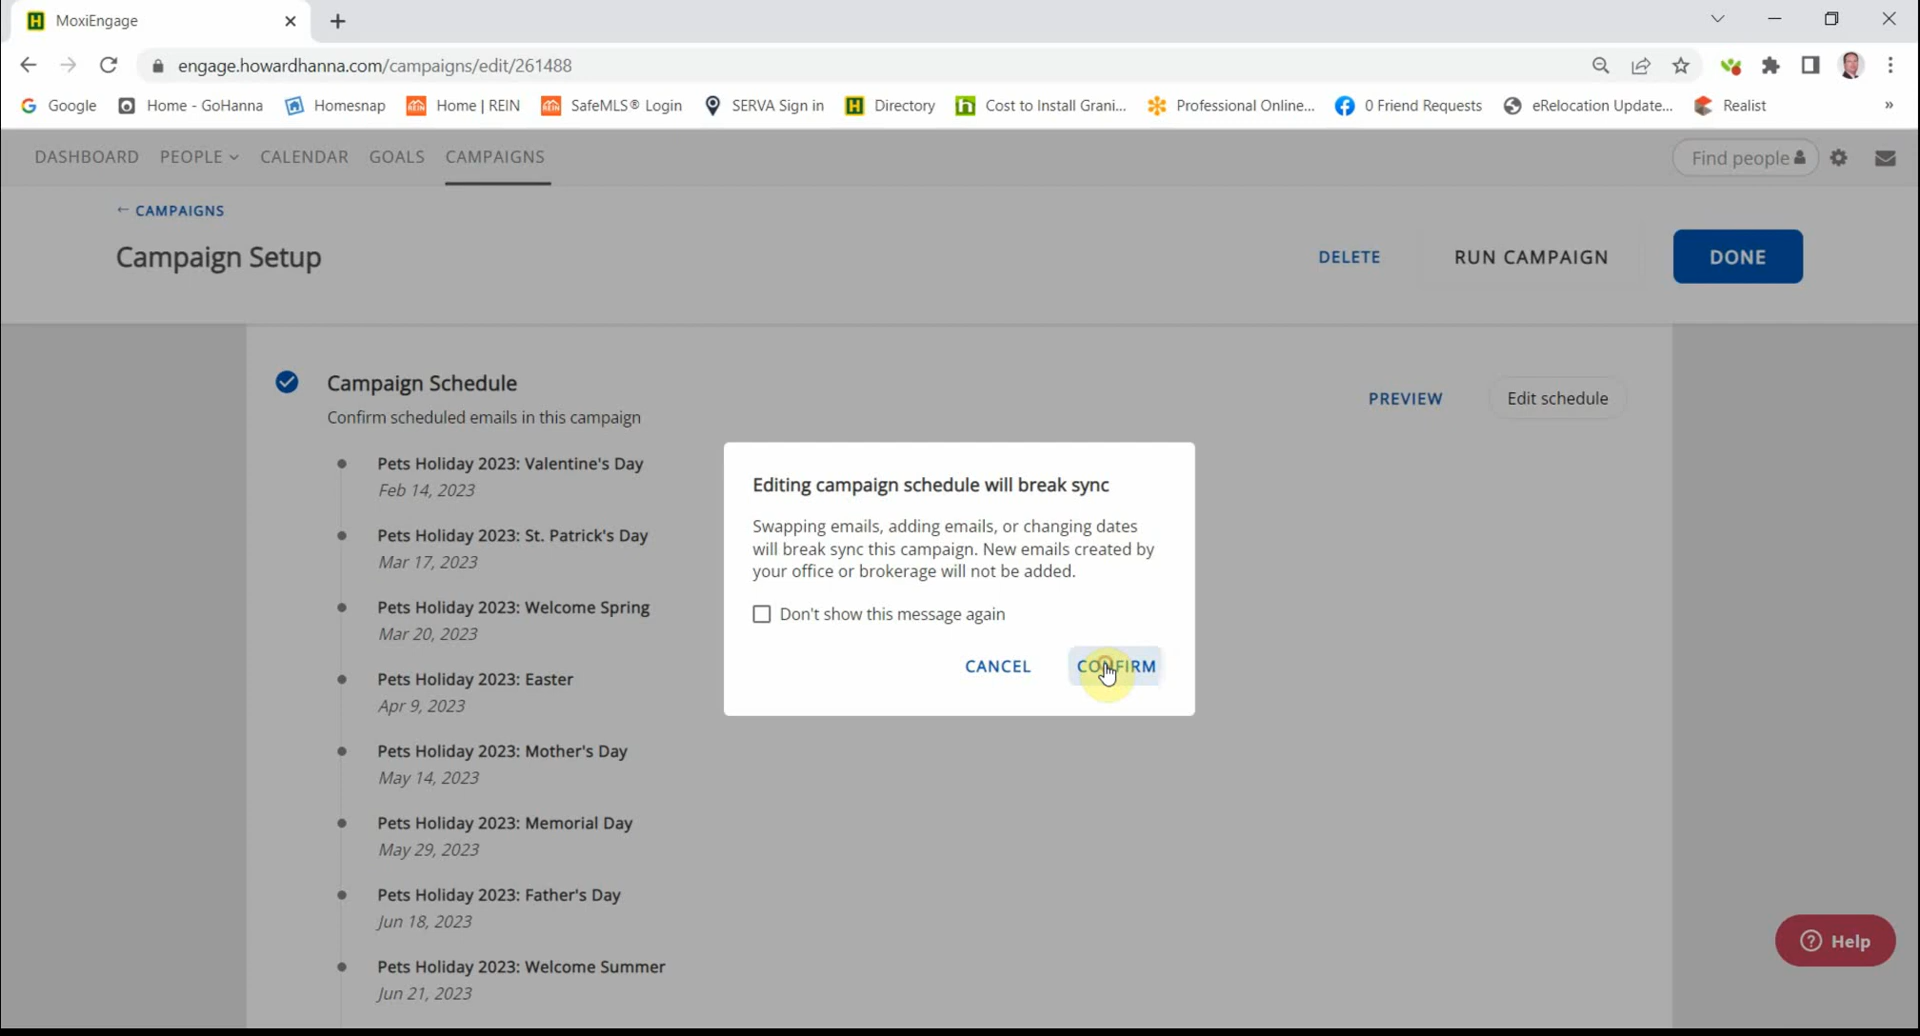 MoxiEngage
engage.howardhanna.com/campaigns/edit/261488
Google Home - GoHanna Homesnap Home | REIN SafeMLS® Login SERVA Sign in Directory Cost to Install Grani... Professional Online... 0 Friend Requests eRelocation Update... Realist »
DASHBOARD PEOPLE CALENDAR GOALS CAMPAIGNS Find people
← CAMPAIGNS
Campaign Setup DELETE RUN CAMPAIGN DONE
Campaign Schedule
Confirm scheduled emails in this campaign
PREVIEW Edit schedule
Pets Holiday 2023: Valentine's Day
Feb 14, 2023
Pets Holiday 2023: St. Patrick's Day
Mar 17, 2023
Pets Holiday 2023: Welcome Spring
Mar 20, 2023
Pets Holiday 2023: Easter
Apr 9, 2023
Pets Holiday 2023: Mother's Day
May 14, 2023
Pets Holiday 2023: Memorial Day
May 29, 2023
Pets Holiday 2023: Father's Day
Jun 18, 2023
Pets Holiday 2023: Welcome Summer
Jun 21, 2023
Editing campaign schedule will break sync
Swapping emails, adding emails, or changing dates
will break sync this campaign. New emails created by
your office or brokerage will not be added.
Don't show this message again
CANCEL CONFIRM
Help